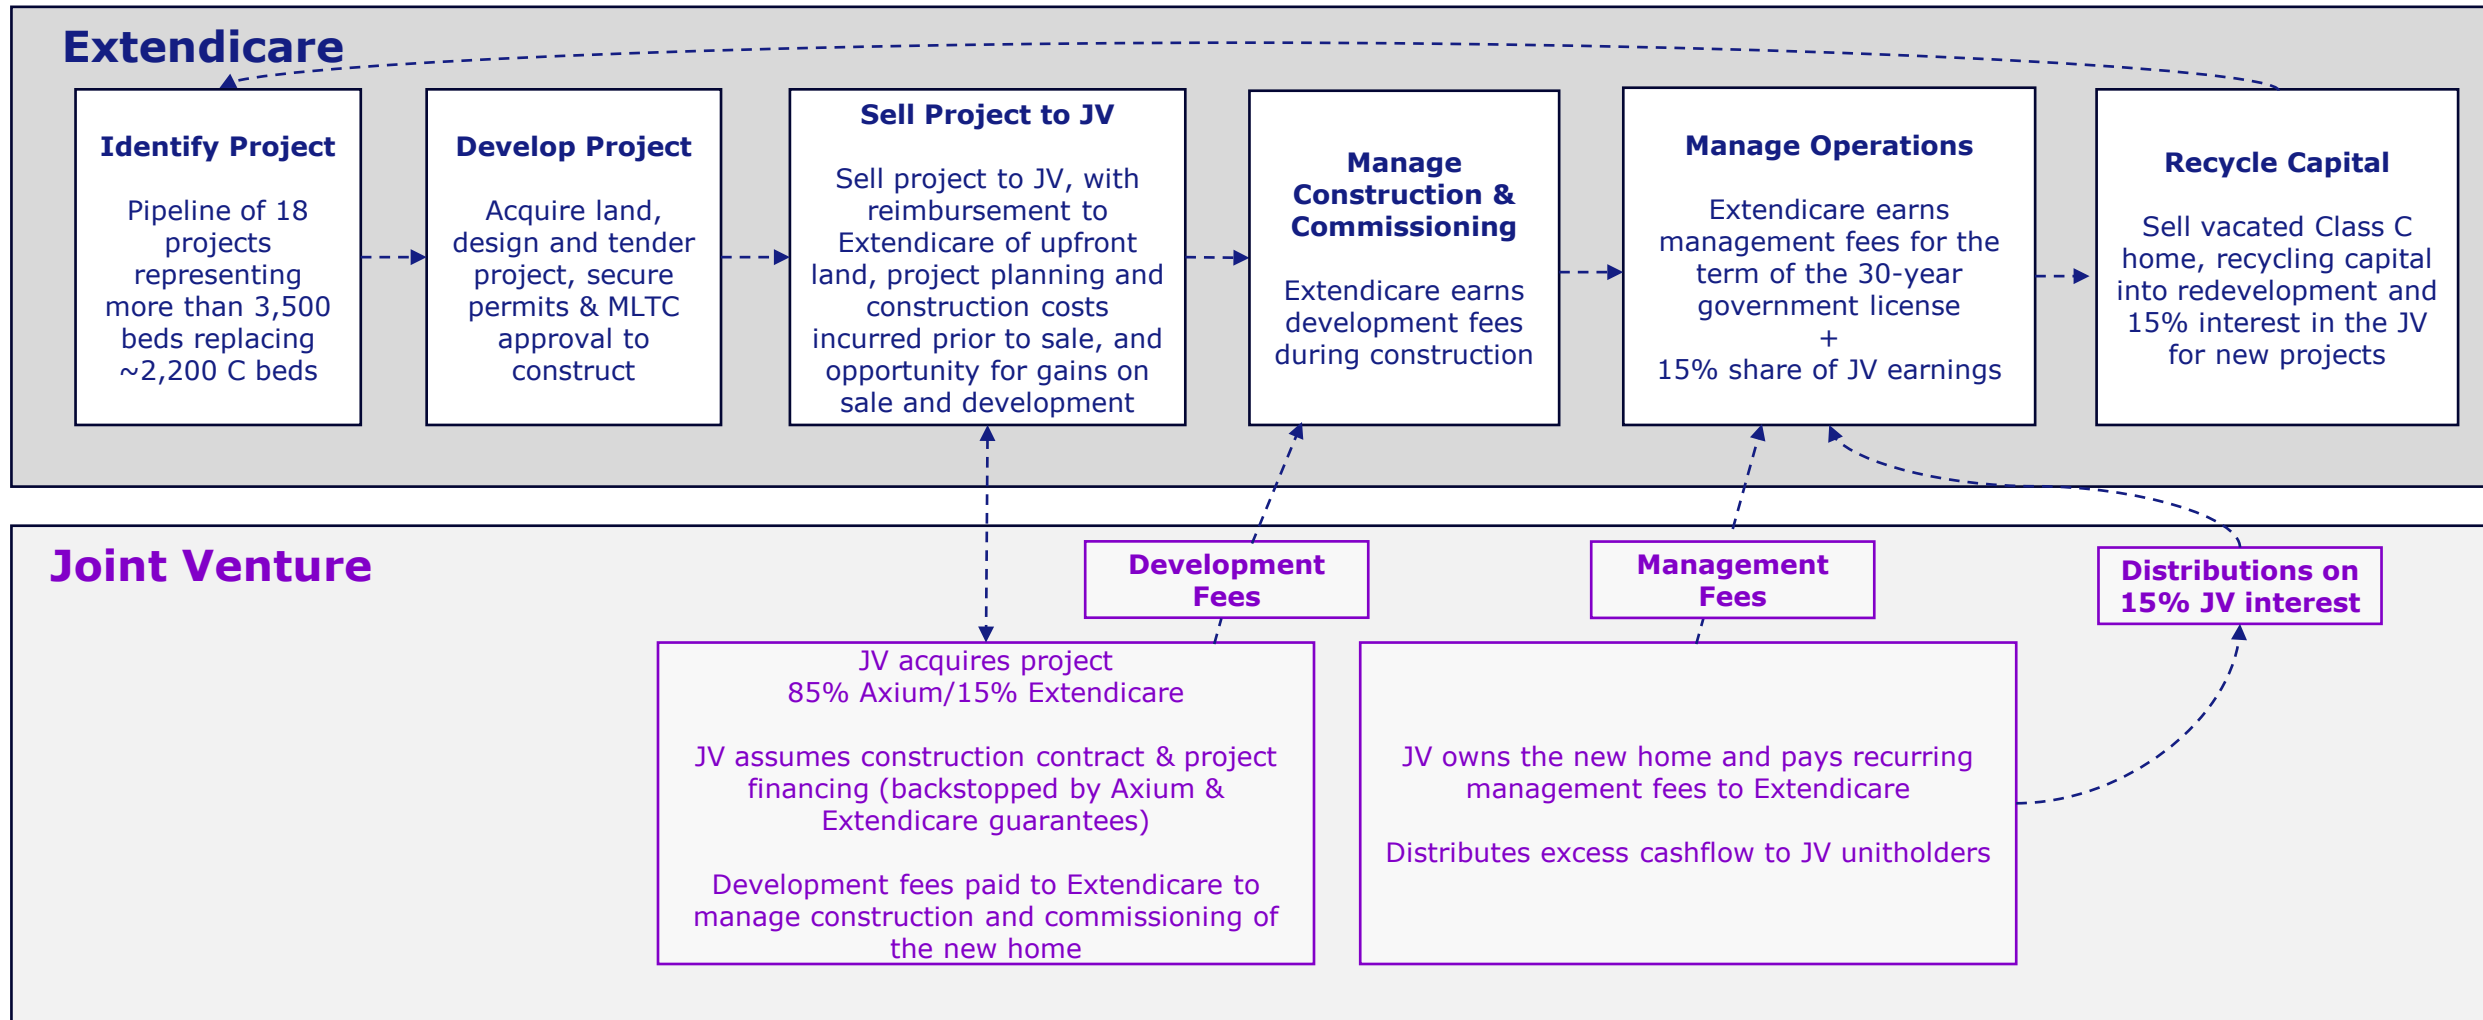 Extendicare
Identify Project
Pipeline of 18
projects
representing
more than 3,500
beds replacing
~2,200 C beds
Develop Project
Acquire land,
design and tender
project, secure
permits & MLTC
approval to
construct
Sell Project to JV
Sell project to JV, with
reimbursement to
Extendicare of upfront
land, project planning and
construction costs
incurred prior to sale, and
opportunity for gains on
sale and development
Manage
Construction &
Commissioning
Extendicare earns
development fees
during construction
Manage Operations
Extendicare earns
management fees for the
term of the 30-year
government license
+
15% share of JV earnings
Recycle Capital
Sell vacated Class C
home, recycling capital
into redevelopment and
15% interest in the JV
for new projects
Joint Venture
Development
Fees
Management
Fees
Distributions on
15% JV interest
JV acquires project
85% Axium/15% Extendicare
JV assumes construction contract & project
financing (backstopped by Axium &
Extendicare guarantees)
Development fees paid to Extendicare to
manage construction and commissioning of
the new home
JV owns the new home and pays recurring
management fees to Extendicare
Distributes excess cashflow to JV unitholders